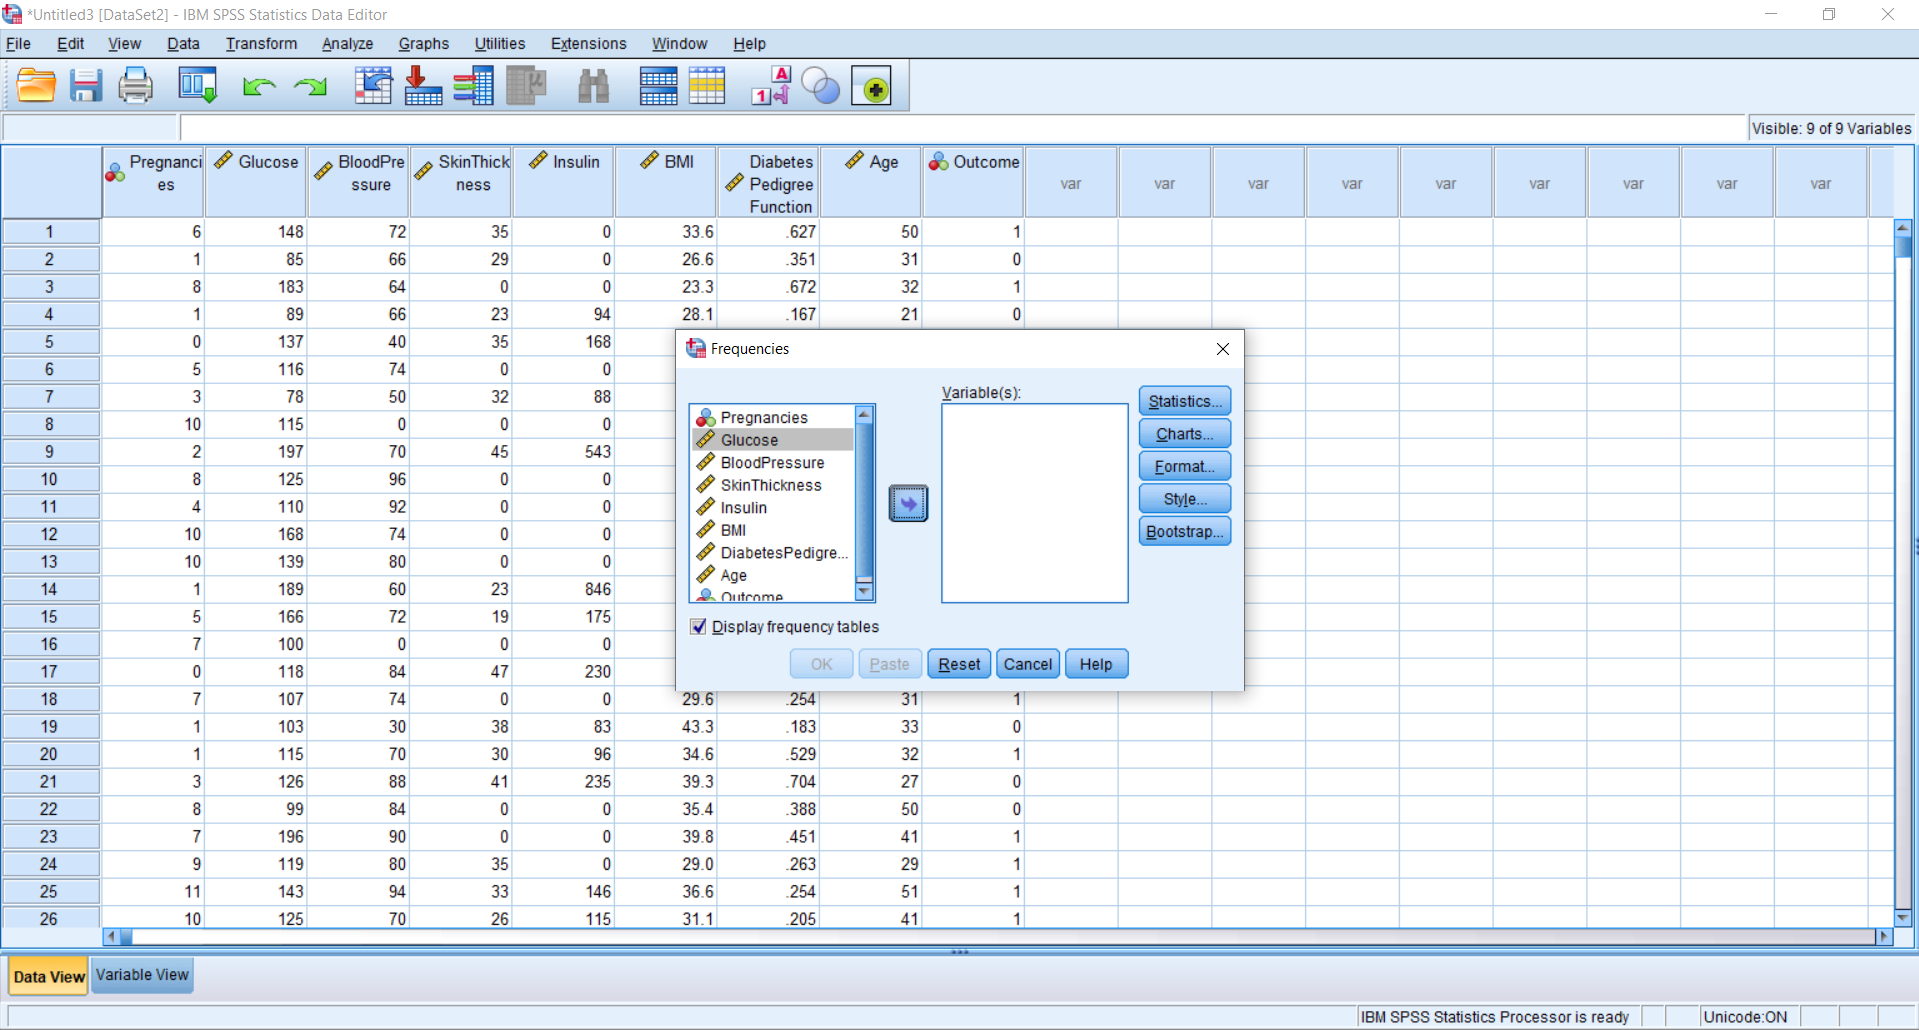 *Untitled3 [DataSet2] - IBM SPSS Statistics Data Editor
File Edit View Data Transform Analyze Graphs Utilities Extensions Window Help
Visible: 9 of 9 Variables
Pregnancies Glucose BloodPressure SkinThickness Insulin BMI DiabetesPedigreeFunction Age Outcome var var var var var var var var var
1 6 148 72 35 0 33.6 .627 50 1
2 1 85 66 29 0 26.6 .351 31 0
3 8 183 64 0 0 23.3 .672 32 1
4 1 89 66 23 94 28.1 .167 21 0
5 0 137 40 35 168
6 5 116 74 0 0
7 3 78 50 32 88
8 10 115 0 0 0
9 2 197 70 45 543
10 8 125 96 0 0
11 4 110 92 0 0
12 10 168 74 0 0
13 10 139 80 0 0
14 1 189 60 23 846
15 5 166 72 19 175
16 7 100 0 0 0
17 0 118 84 47 230
18 7 107 74 0 0 29.6 .254 31 1
19 1 103 30 38 83 43.3 .183 33 0
20 1 115 70 30 96 34.6 .529 32 1
21 3 126 88 41 235 39.3 .704 27 0
22 8 99 84 0 0 35.4 .388 50 0
23 7 196 90 0 0 39.8 .451 41 1
24 9 119 80 35 0 29.0 .263 29 1
25 11 143 94 33 146 36.6 .254 51 1
26 10 125 70 26 115 31.1 .205 41 1
Frequencies
Variable(s):
Pregnancies
Glucose
BloodPressure
SkinThickness
Insulin
BMI
DiabetesPedigre...
Age
Outcome
Statistics...
Charts...
Format...
Style...
Bootstrap...
Display frequency tables
OK Paste Reset Cancel Help
Data View Variable View
IBM SPSS Statistics Processor is ready Unicode:ON